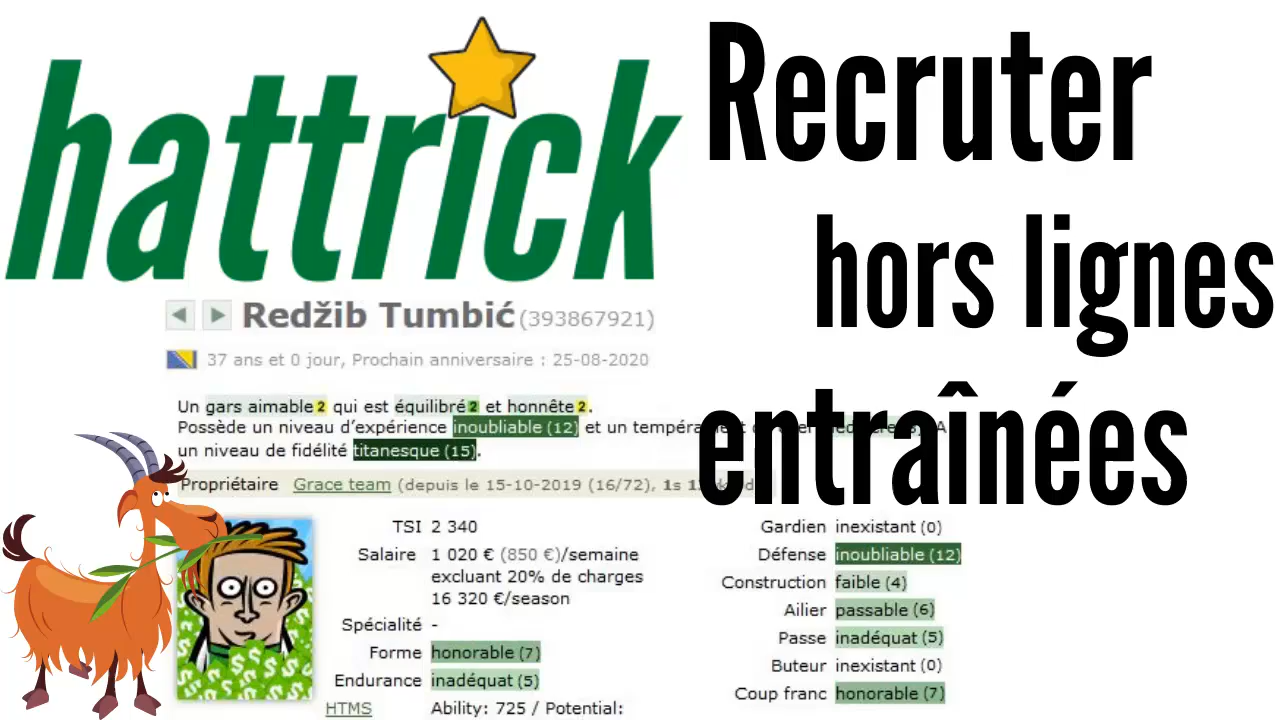 hattrick
Recruter
hors lignes
entraînées
Redžib Tumbić (393867921)
37 ans et 0 jour, Prochain anniversaire : 25-08-2020
Un gars aimable 2 qui est équilibré 2 et honnête 2.
Possède un niveau d'expérience inoubliable (12) et un
un niveau de fidélité titanesque (15).
Propriétaire Grace team (depuis le 15-10-2019 (16/72),
TSI 2 340
Salaire 1 020 € (850 €)/semaine
excluant 20% de charges
16 320 €/season
Spécialité -
Forme honorable (7)
Endurance inadéquat (5)
HTMS Ability: 725 / Potential:
Gardien inexistant (0)
Défense inoubliable (12)
Construction faible (4)
Ailier passable (6)
Passe inadéquat (5)
Buteur inexistant (0)
Coup franc honorable (7)